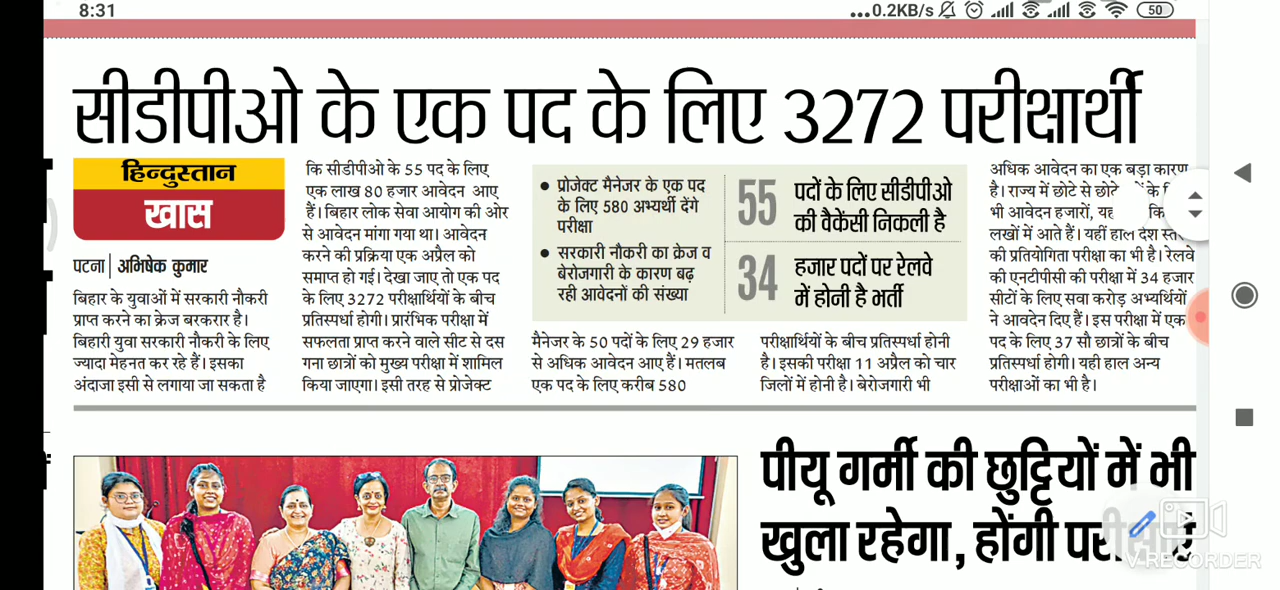 8:31
...0.2KB/s
50
सीडीपीओ के एक पद के लिए 3272 परीक्षार्थी
हिन्दुस्तान
खास
पटना | अभिषेक कुमार
बिहार के युवाओं में सरकारी नौकरी
प्राप्त करने का क्रेज बरकरार है।
बिहारी युवा सरकारी नौकरी के लिए
ज्यादा मेहनत कर रहे हैं। इसका
अंदाजा इसी से लगाया जा सकता है
कि सीडीपीओ के 55 पद के लिए
एक लाख 80 हजार आवेदन आए
हैं। बिहार लोक सेवा आयोग की ओर
से आवेदन मांगा गया था। आवेदन
करने की प्रक्रिया एक अप्रैल को
समाप्त हो गई। देखा जाए तो एक पद
के लिए 3272 परीक्षार्थियों के बीच
प्रतिस्पर्धा होगी। प्रारंभिक परीक्षा में
सफलता प्राप्त करने वाले सीट से दस
गना छात्रों को मुख्य परीक्षा में शामिल
किया जाएगा। इसी तरह से प्रोजेक्ट
● प्रोजेक्ट मैनेजर के एक पद
के लिए 580 अभ्यर्थी देंगे
परीक्षा
● सरकारी नौकरी का क्रेज व
बेरोजगारी के कारण बढ़
रही आवेदनों की संख्या
55 पदों के लिए सीडीपीओ
की वैकेंसी निकली है
34 हजार पदों पर रेलवे
में होनी है भर्ती
मैनेजर के 50 पदों के लिए 29 हजार
से अधिक आवेदन आए हैं। मतलब
एक पद के लिए करीब 580
परीक्षार्थियों के बीच प्रतिस्पर्धा होनी
है। इसकी परीक्षा 11 अप्रैल को चार
जिलों में होनी है। बेरोजगारी भी
अधिक आवेदन का एक बड़ा कारण
है। राज्य में छोटे से छोटे के
भी आवेदन हजारों, यह
लखों में आते हैं। यहीं हाल देश स्तर
की प्रतियोगिता परीक्षा का भी है। रेलवे
की एनटीपीसी की परीक्षा में 34 हजार
सीटों के लिए सवा करोड़ अभ्यर्थियों
ने आवदेन दिए हैं। इस परीक्षा में एक
पद के लिए 37 सौ छात्रों के बीच
प्रतिस्पर्धा होगी। यही हाल अन्य
परीक्षाओं का भी है।
पीयू गर्मी की छुट्टियों में भी
खुला रहेगा, होंगी
V RECORDER